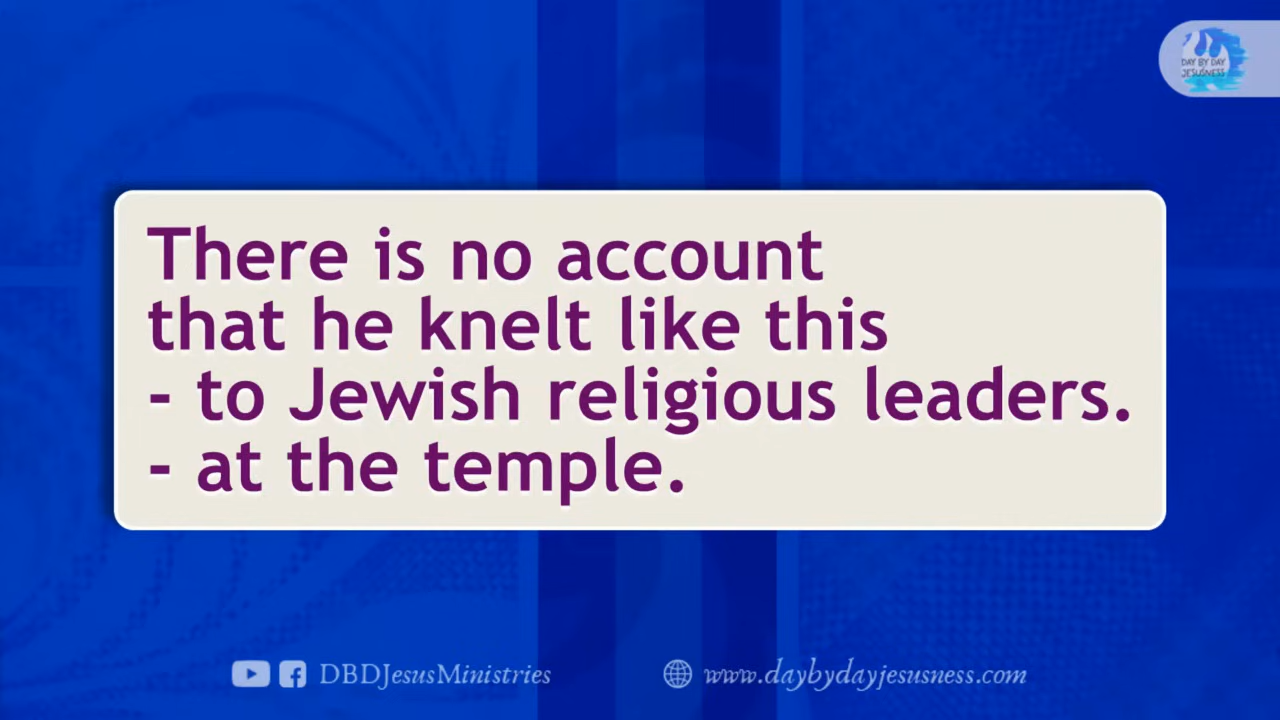 DAY BY DAY
JESUSNESS
There is no account
that he knelt like this
- to Jewish religious leaders.
- at the temple.
DBDJesusMinistries
www.daybydayjesusness.com